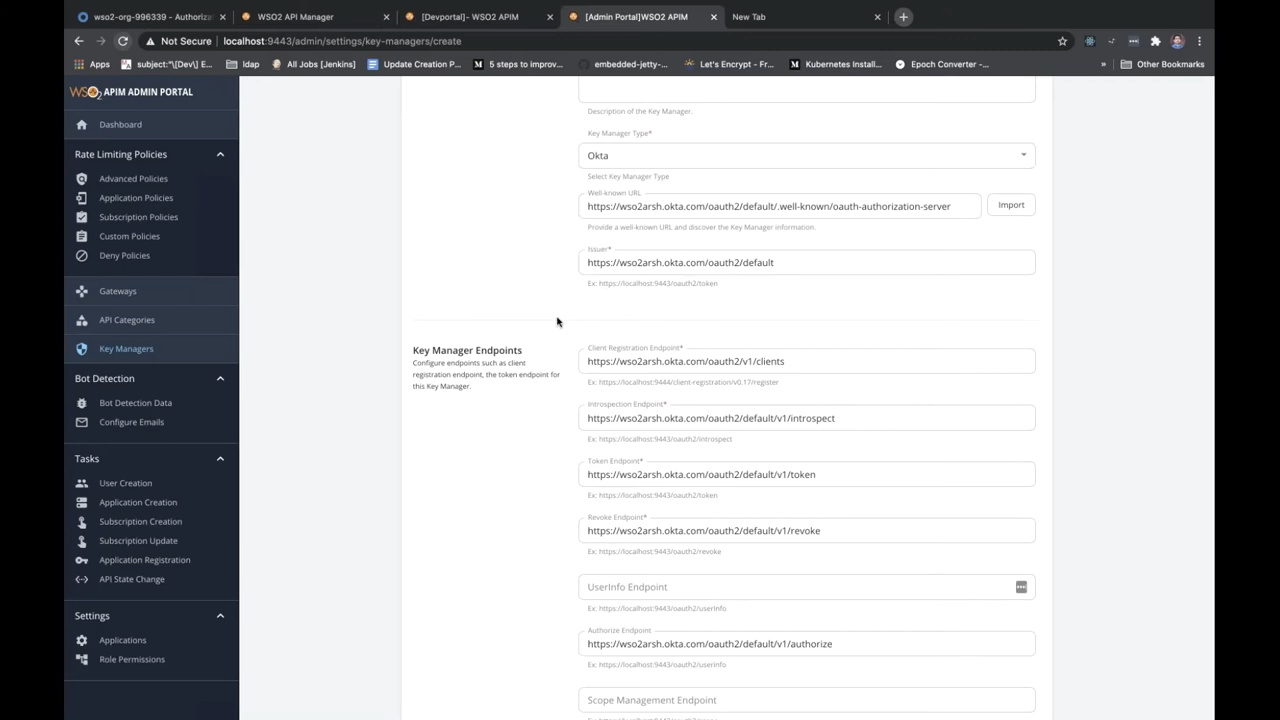 wso2-org-996339 - Authoriza
WSO2 API Manager
[Devportal]- WSO2 APIM
[Admin Portal]WSO2 APIM
New Tab
Not Secure
localhost:9443/admin/settings/key-managers/create
Apps
subject:"\[Dev\] E...
ldap
All Jobs [Jenkins]
Update Creation P...
5 steps to improv...
embedded-jetty-...
Let's Encrypt - Fr...
Kubernetes Install...
Epoch Converter -...
»
Other Bookmarks
WSO2 APIM ADMIN PORTAL
Dashboard
Rate Limiting Policies
Advanced Policies
Application Policies
Subscription Policies
Custom Policies
Deny Policies
Gateways
API Categories
Key Managers
Bot Detection
Bot Detection Data
Configure Emails
Tasks
User Creation
Application Creation
Subscription Creation
Subscription Update
Application Registration
API State Change
Settings
Applications
Role Permissions
Description of the Key Manager.
Key Manager Type*
Okta
Select Key Manager Type
Well-known URL
https://wso2arsh.okta.com/oauth2/default/.well-known/oauth-authorization-server
Import
Provide a well-known URL and discover the Key Manager information.
Issuer*
https://wso2arsh.okta.com/oauth2/default
Ex: https://localhost:9443/oauth2/token
Key Manager Endpoints
Configure endpoints such as client
registration endpoint, the token endpoint for
this Key Manager.
Client Registration Endpoint*
https://wso2arsh.okta.com/oauth2/v1/clients
Ex: https://localhost:9444/client-registration/v0.17/register
Introspection Endpoint*
https://wso2arsh.okta.com/oauth2/default/v1/introspect
Ex: https://localhost:9443/oauth2/introspect
Token Endpoint*
https://wso2arsh.okta.com/oauth2/default/v1/token
Ex: https://localhost:9443/oauth2/token
Revoke Endpoint*
https://wso2arsh.okta.com/oauth2/default/v1/revoke
Ex: https://localhost:9443/oauth2/revoke
UserInfo Endpoint
Ex: https://localhost:9443/oauth2/userinfo
Authorize Endpoint
https://wso2arsh.okta.com/oauth2/default/v1/authorize
Ex: https://localhost:9443/oauth2/userinfo
Scope Management Endpoint